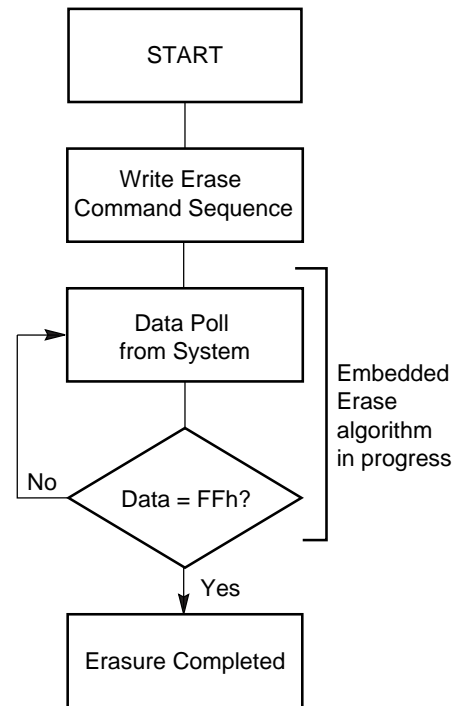 START
Write Erase
Command Sequence
Data Poll
from System
Embedded
Erase
algorithm
in progress
No
Data = FFh?
Yes
Erasure Completed